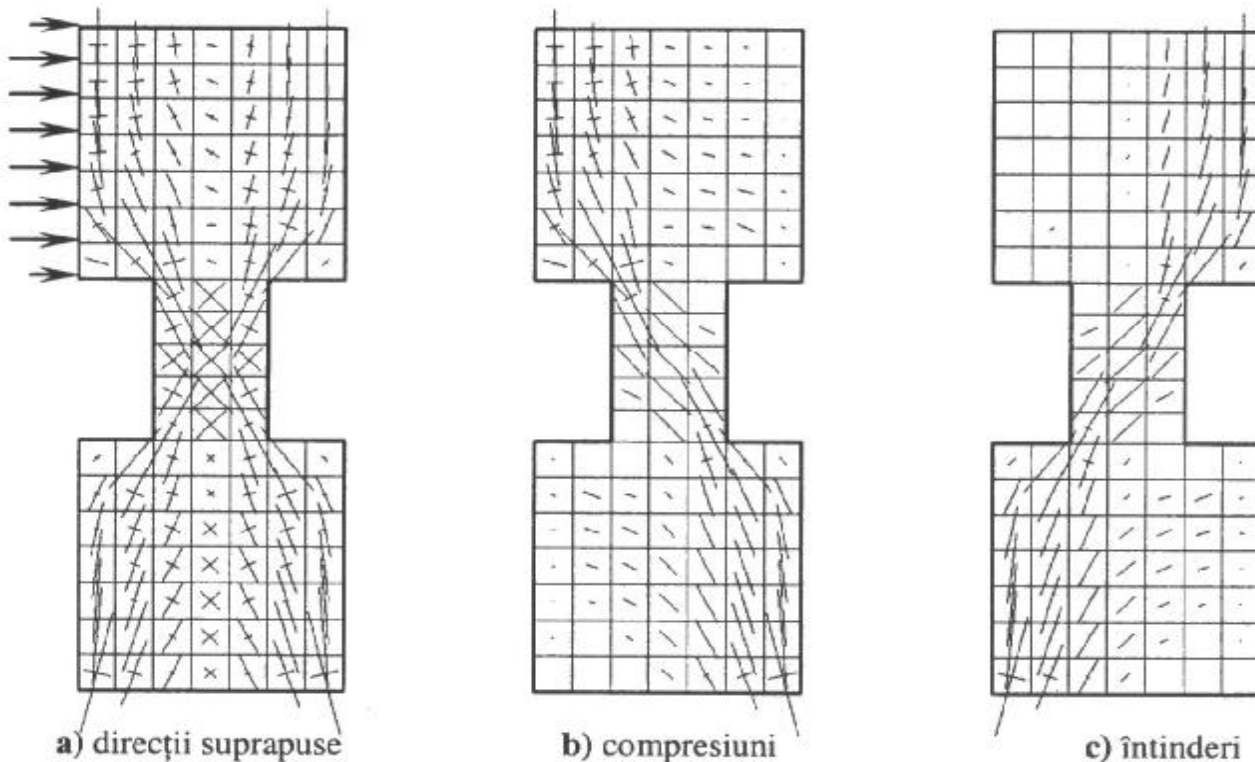 a) direcții suprapuse
b) compresiuni
c) întinderi